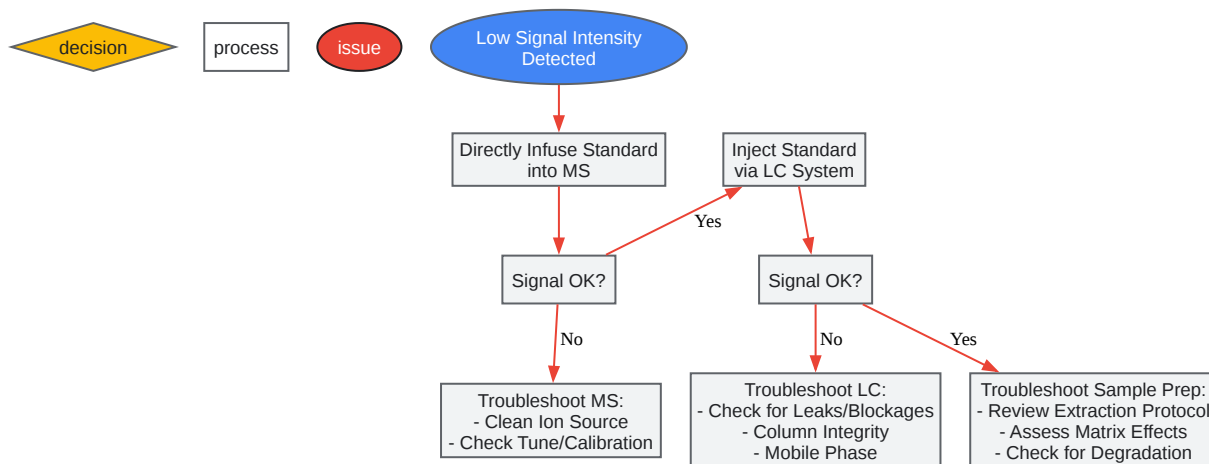 decision
process
issue
Low Signal Intensity
Detected
Directly Infuse Standard
into MS
Inject Standard
via LC System
Yes
Signal OK?
Signal OK?
No
No
Yes
Troubleshoot MS:
- Clean Ion Source
- Check Tune/Calibration
Troubleshoot LC:
- Check for Leaks/Blockages
- Column Integrity
- Mobile Phase
Troubleshoot Sample Prep:
- Review Extraction Protocol
- Assess Matrix Effects
- Check for Degradation